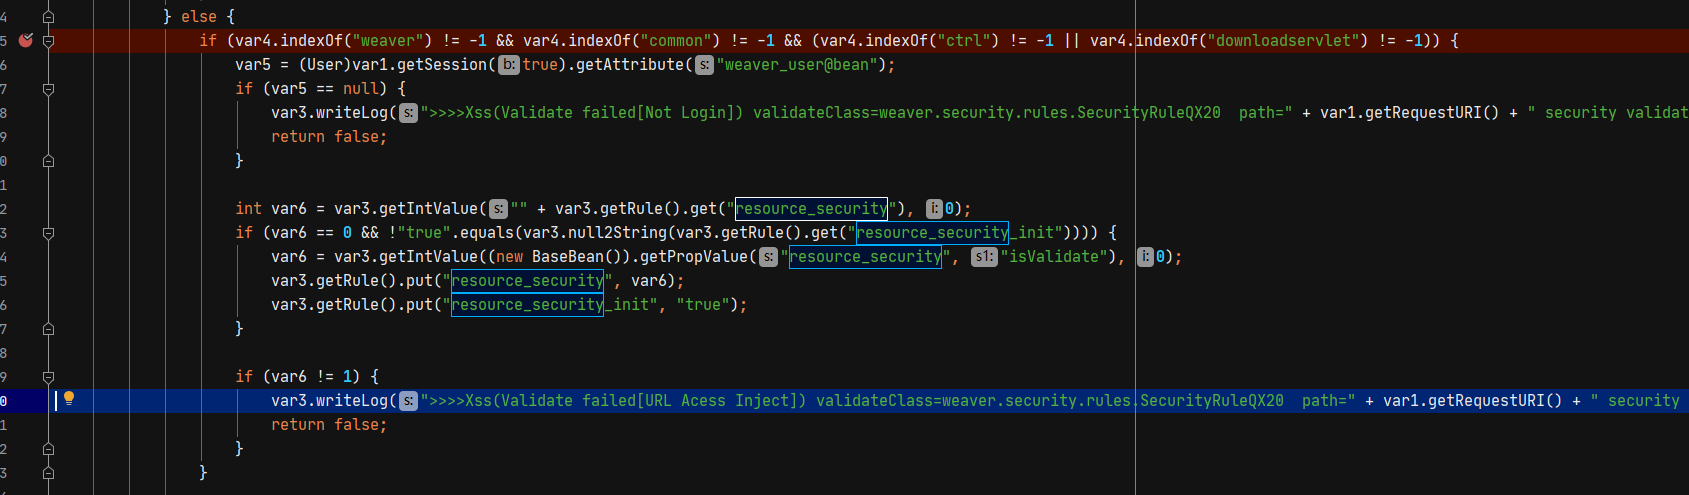 4 } else {
5 if (var4.indexOf("weaver") != -1 && var4.indexOf("common") != -1 && (var4.indexOf("ctrl") != -1 || var4.indexOf("downloadservlet") != -1)) {
6 var5 = (User)var1.getSession( b: true).getAttribute( s: "weaver_user@bean");
7 if (var5 == null) {
8 var3.writeLog( s: ">>>>Xss(Validate failed[Not Login]) validateClass=weaver.security.rules.SecurityRuleQX20  path=" + var1.getRequestURI() + " security validat
9 return false;
0 }
1
2 int var6 = var3.getIntValue( s: "" + var3.getRule().get("resource_security"), i: 0);
3 if (var6 == 0 && !"true".equals(var3.null2String(var3.getRule().get("resource_security_init")))) {
4 var6 = var3.getIntValue((new BaseBean()).getPropValue( s: "resource_security", s1: "isValidate"), i: 0);
5 var3.getRule().put("resource_security", var6);
6 var3.getRule().put("resource_security_init", "true");
7 }
8
9 if (var6 != 1) {
0 var3.writeLog( s: ">>>>Xss(Validate failed[URL Acess Inject]) validateClass=weaver.security.rules.SecurityRuleQX20  path=" + var1.getRequestURI() + " security
1 return false;
2 }
3 }